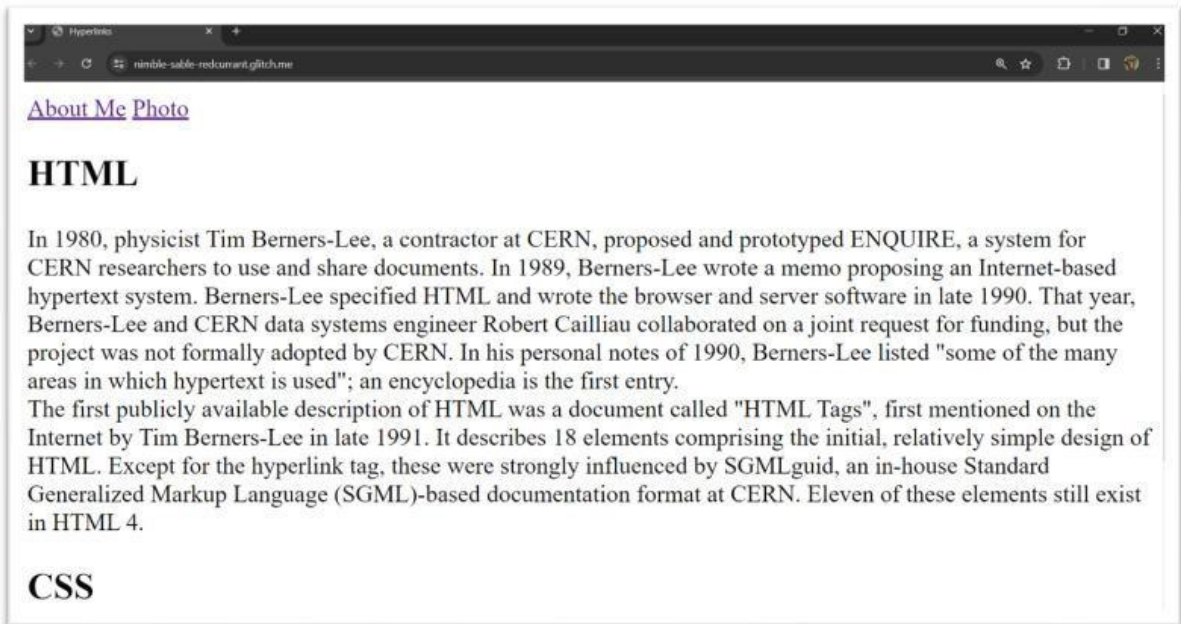 Hyperlinks
nimble-sable-redcurrant.glitch.me
About Me Photo
HTML
In 1980, physicist Tim Berners-Lee, a contractor at CERN, proposed and prototyped ENQUIRE, a system for
CERN researchers to use and share documents. In 1989, Berners-Lee wrote a memo proposing an Internet-based
hypertext system. Berners-Lee specified HTML and wrote the browser and server software in late 1990. That year,
Berners-Lee and CERN data systems engineer Robert Cailliau collaborated on a joint request for funding, but the
project was not formally adopted by CERN. In his personal notes of 1990, Berners-Lee listed "some of the many
areas in which hypertext is used"; an encyclopedia is the first entry.
The first publicly available description of HTML was a document called "HTML Tags", first mentioned on the
Internet by Tim Berners-Lee in late 1991. It describes 18 elements comprising the initial, relatively simple design of
HTML. Except for the hyperlink tag, these were strongly influenced by SGMLguid, an in-house Standard
Generalized Markup Language (SGML)-based documentation format at CERN. Eleven of these elements still exist
in HTML 4.
CSS